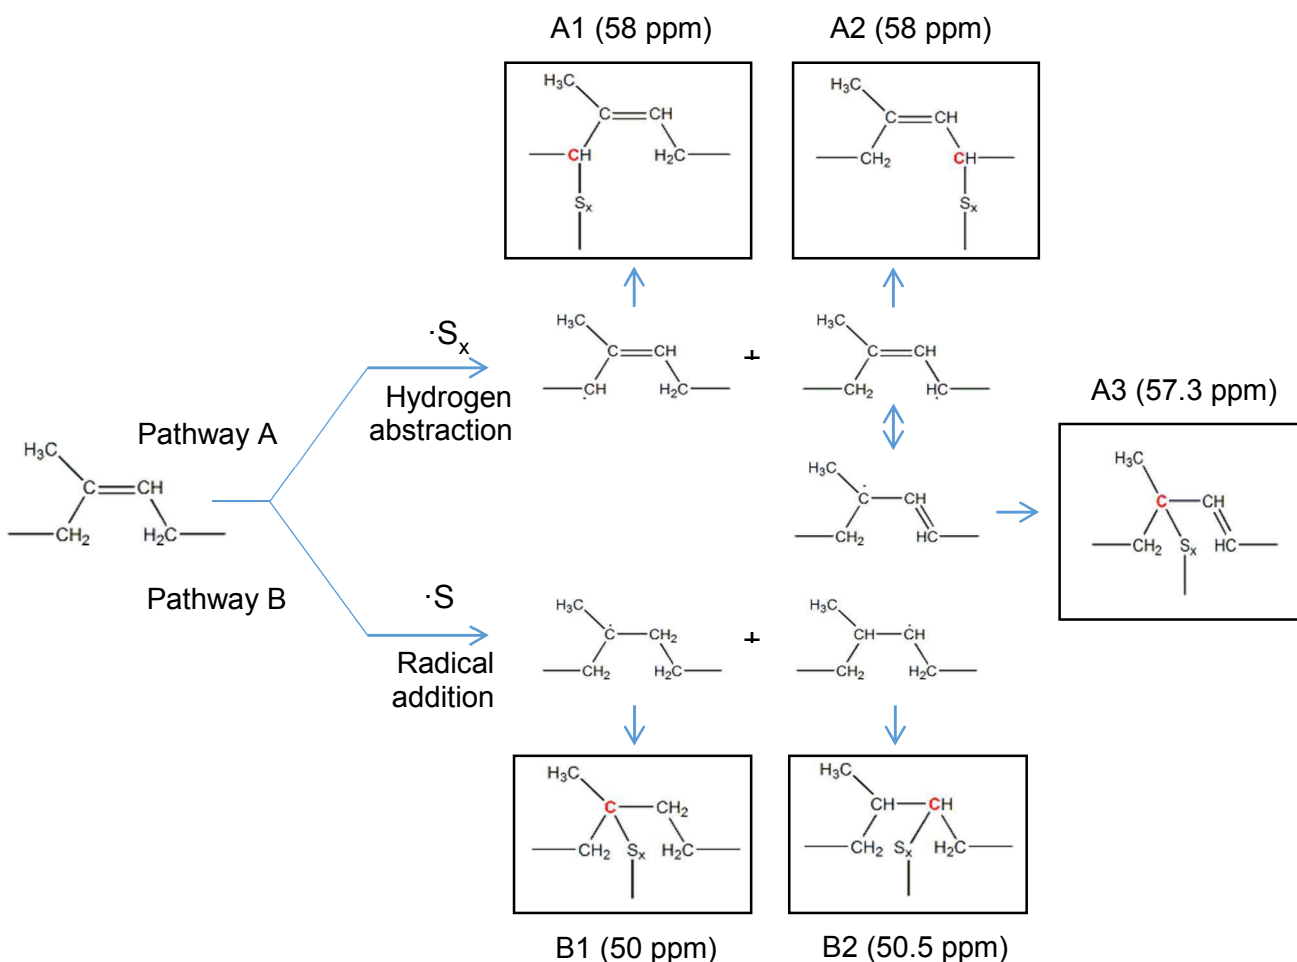 A1 (58 ppm)
A2 (58 ppm)
H₃C
C
CH
CH
H₂C
Sₓ
H₃C
C
CH
CH₂
CH
Sₓ
·Sₓ
Hydrogen
abstraction
H₃C
C
CH
·CH
H₂C
+
H₃C
C
CH
CH₂
HC·
A3 (57.3 ppm)
H₃C
C
CH
CH₂
Sₓ
HC
Pathway A
H₃C
C
CH
CH₂
H₂C
H₃C
C·
CH
CH₂
HC
Pathway B
·S
Radical
addition
H₃C
C·
CH₂
CH₂
H₂C
+
H₃C
CH
·CH
CH₂
H₂C
H₃C
C
CH₂
CH₂
Sₓ
H₂C
H₃C
CH
CH
CH₂
Sₓ
H₂C
B1 (50 ppm)
B2 (50.5 ppm)